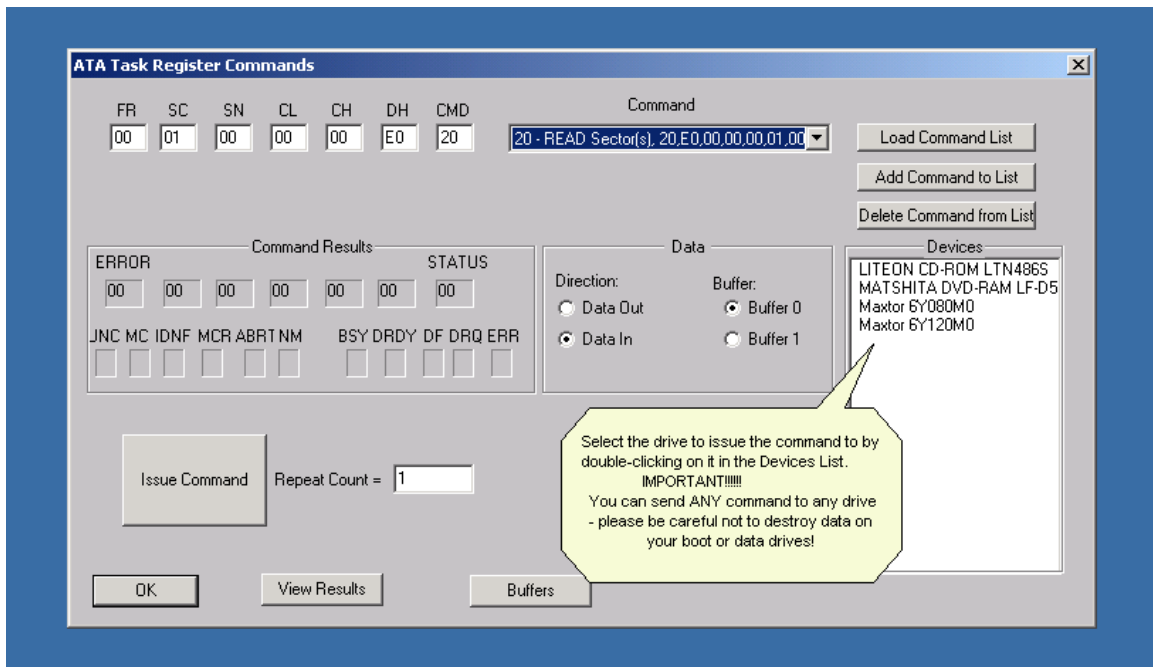 ATA Task Register Commands
FR SC SN CL CH DH CMD
00 01 00 00 00 E0 20
Command
20 - READ Sector(s), 20,E0,00,00,00,01,00
Load Command List
Add Command to List
Delete Command from List
Command Results
ERROR STATUS
00 00 00 00 00 00 00
UNC MC IDNF MCR ABRT NM BSY DRDY DF DRQ ERR
Data
Direction:
Data Out
Data In
Buffer:
Buffer 0
Buffer 1
Devices
LITEON CD-ROM LTN486S
MATSHITA DVD-RAM LF-D5
Maxtor 6Y080M0
Maxtor 6Y120M0
Select the drive to issue the command to by
double-clicking on it in the Devices List.
IMPORTANT!!!!!!
You can send ANY command to any drive
- please be careful not to destroy data on
your boot or data drives!
Issue Command
Repeat Count = 1
OK
View Results
Buffers